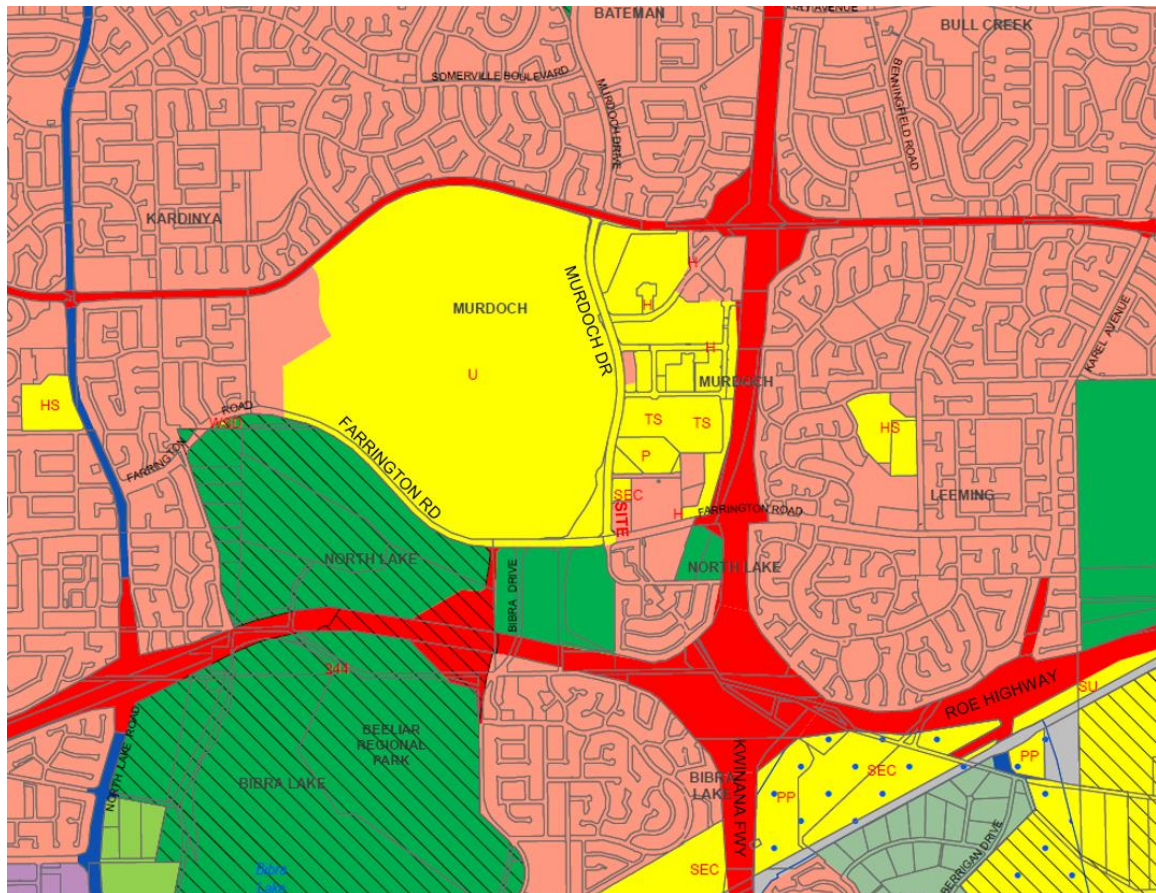 BATEMAN
BULL CREEK
SOMERVILLE BOULEVARD
MURDOCH DRIVE
BENNINGFIELD ROAD
KARDINYA
H
MURDOCH
MURDOCH DR
H
KAREL AVENUE
H
MURDOCH
U
HS
ROAD
WSD
FARRINGTON
FARRINGTON RD
TS
TS
HS
P
SEC
SITE
H
FARRINGTON ROAD
LEEMING
NORTH LAKE
NORTH LAKE
BIBRA DRIVE
344
SU
ROE HIGHWAY
BEELIAR
REGIONAL
PARK
NORTH LAKE ROAD
BIBRA LAKE
BIBRA
LAKE
KWINANA FWY
PP
SEC
PP
SEC
BERRIGAN DRIVE
Bibra
Lake